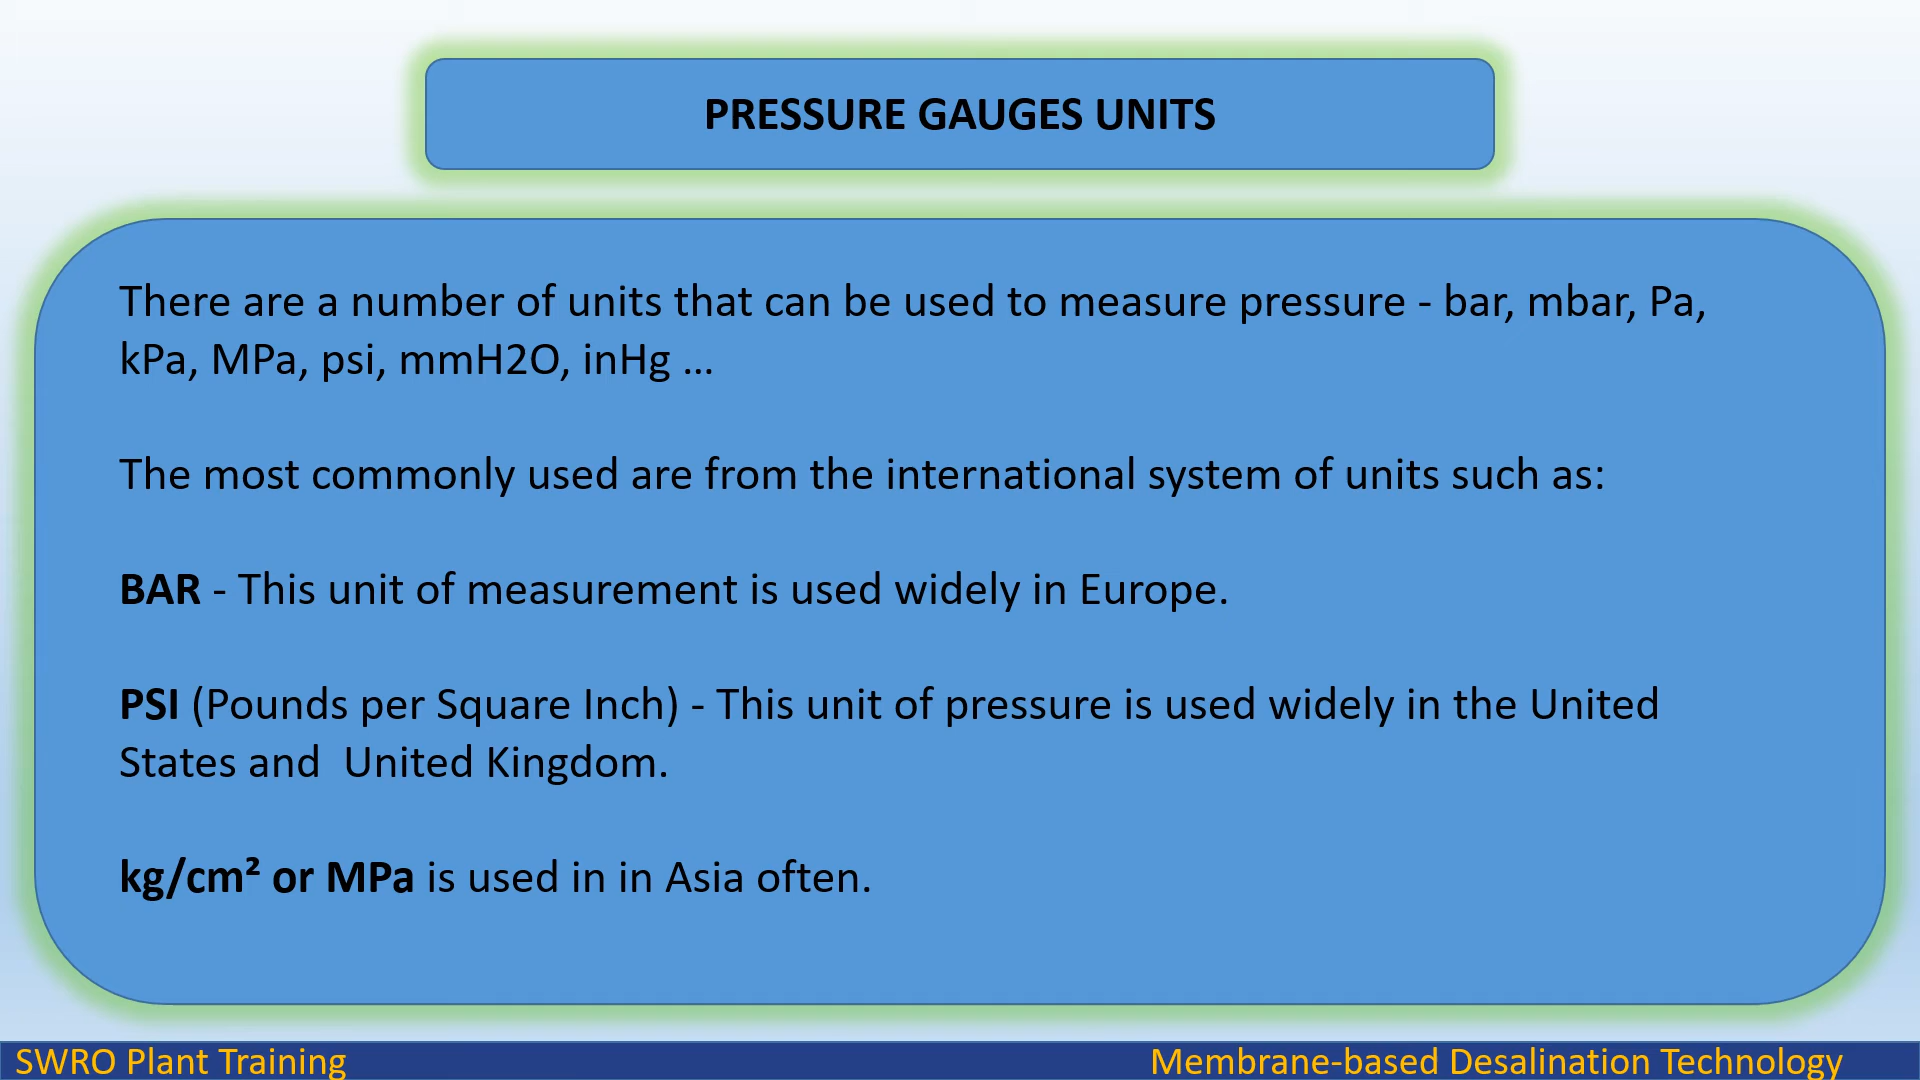 PRESSURE GAUGES UNITS
There are a number of units that can be used to measure pressure - bar, mbar, Pa,
kPa, MPa, psi, mmH2O, inHg ...
The most commonly used are from the international system of units such as:
BAR - This unit of measurement is used widely in Europe.
PSI (Pounds per Square Inch) - This unit of pressure is used widely in the United
States and  United Kingdom.
kg/cm² or MPa is used in in Asia often.
SWRO Plant Training
Membrane-based Desalination Technology